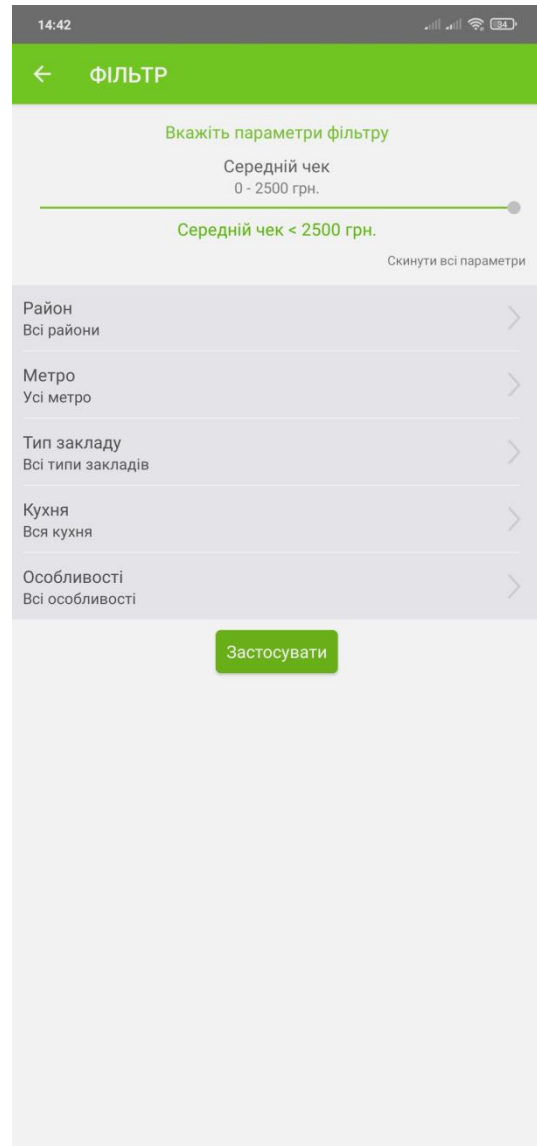 14:42
34
ФІЛЬТР
Вкажіть параметри фільтру
Середній чек
0 - 2500 грн.
Середній чек < 2500 грн.
Скинути всі параметри
Район
Всі райони
Метро
Усі метро
Тип закладу
Всі типи закладів
Кухня
Вся кухня
Особливості
Всі особливості
Застосувати